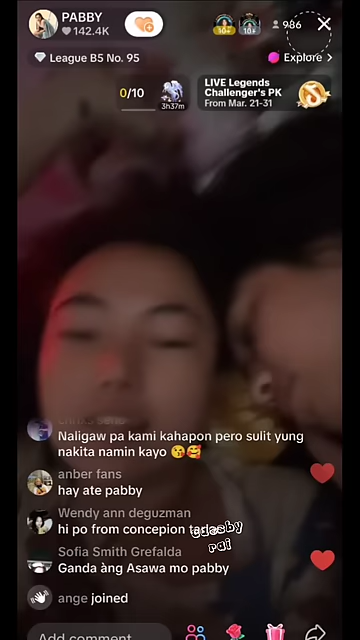 PABBY
142.4K
986
League B5 No. 95
Explore >
0/10
3h37m
LIVE Legends
Challenger's PK
From Mar. 21-31
Naligaw pa kami kahapon pero sulit yung
nakita namin kayo 😘🥰
anber fans
hay ate pabby
Wendy ann deguzman
hi po from concepion tarlac
Sofia Smith Grefalda
Ganda àng Asawa mo pabby
ange joined
Add comment...